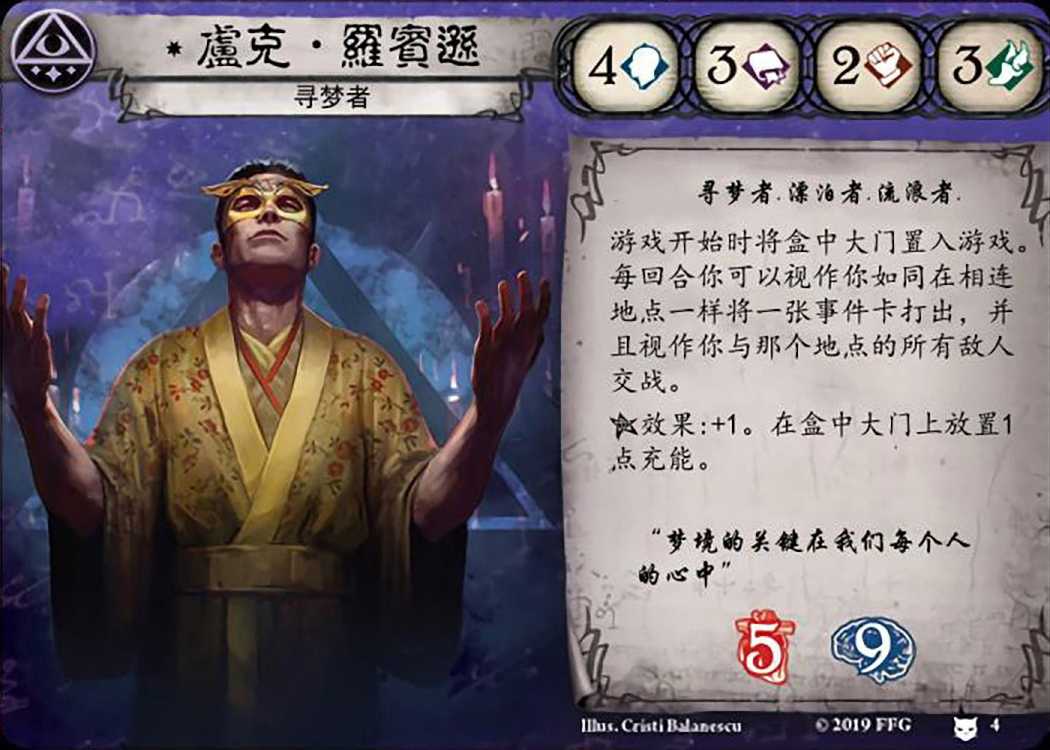 盧克·羅賓遜
寻梦者
4 3 2 3
寻梦者.漂泊者.流浪者.
游戏开始时将盒中大门置入游戏。
每回合你可以视作你如同在相连
地点一样将一张事件卡打出，并
且视作你与那个地点的所有敌人
交战。
效果:+1。在盒中大门上放置1
点充能。
“梦境的关键在我们每个人
的心中”
5 9
Illus. Cristi Balanescu © 2019 FFG 4